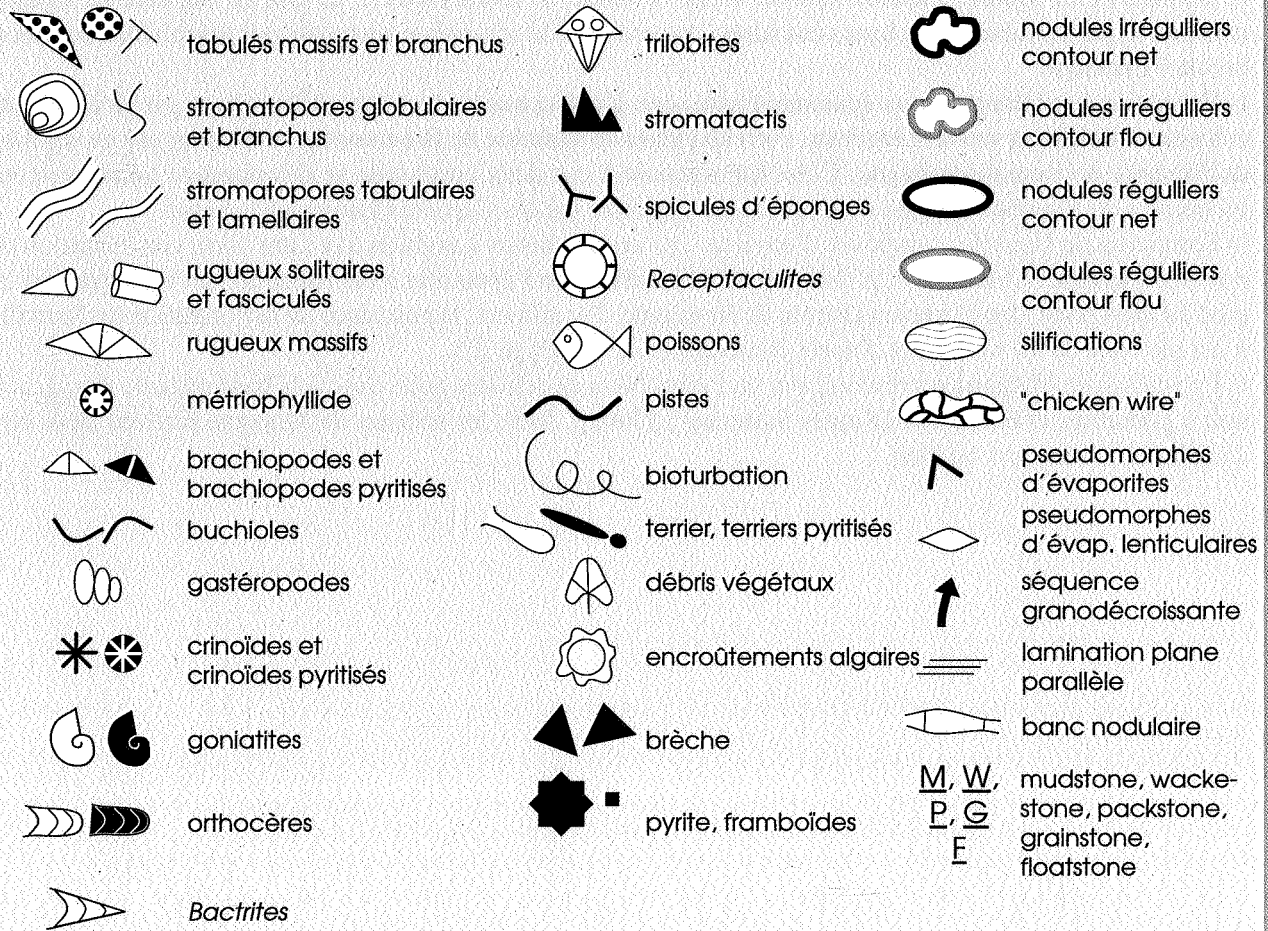 tabulés massifs et branchus
stromatopores globulaires
et branchus
stromatopores tabulaires
et lamellaires
rugueux solitaires
et fasciculés
rugueux massifs
métriophyllide
brachiopodes et
brachiopodes pyritisés
buchioles
gastéropodes
crinoïdes et
crinoïdes pyritisés
goniatites
orthocères
Bactrites
trilobites
stromatactis
spicules d'éponges
Receptaculites
poissons
pistes
bioturbation
terrier, terriers pyritisés
débris végétaux
encroûtements algaires
brèche
pyrite, framboïdes
nodules irréguliers
contour net
nodules irrégulliers
contour flou
nodules régulliers
contour net
nodules régulliers
contour flou
silifications
"chicken wire"
pseudomorphes
d'évaporites
pseudomorphes
d'évap. lenticulaires
séquence
granodécroissante
lamination plane
parallèle
banc nodulaire
M, W,
P, G
F
mudstone, wacke-
stone, packstone,
grainstone,
floatstone